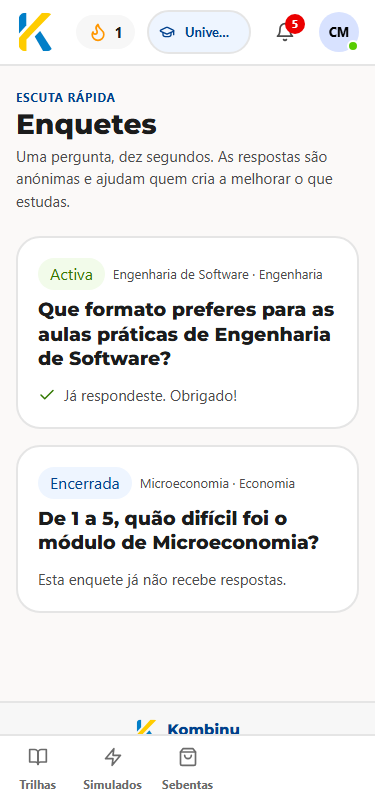 1
Unive...
5
CM
ESCUTA RÁPIDA
Enquetes
Uma pergunta, dez segundos. As respostas são
anónimas e ajudam quem cria a melhorar o que
estudas.
Activa
Engenharia de Software · Engenharia
Que formato preferes para as
aulas práticas de Engenharia
de Software?
Já respondeste. Obrigado!
Encerrada
Microeconomia · Economia
De 1 a 5, quão difícil foi o
módulo de Microeconomia?
Esta enquete já não recebe respostas.
Kombinu
Trilhas
Simulados
Sebentas